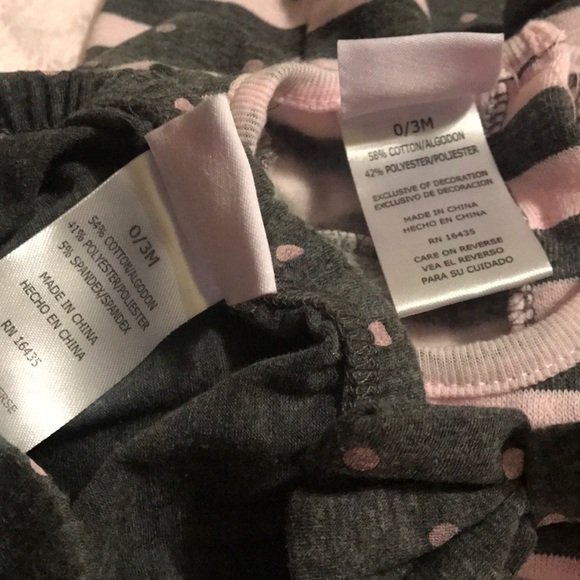 0/3M
54% COTTON/ALGODON
41% POLYESTER/POLIESTER
5% SPANDEX/SPANDEX
MADE IN CHINA
HECHO EN CHINA
RN 16435
0/3M
58% COTTON/ALGODON
42% POLYESTER/POLIESTER
EXCLUSIVE OF DECORATION
EXCLUSIVO DE DECORACION
MADE IN CHINA
HECHO EN CHINA
RN 16435
CARE ON REVERSE
VEA EL REVERSO
PARA SU CUIDADO